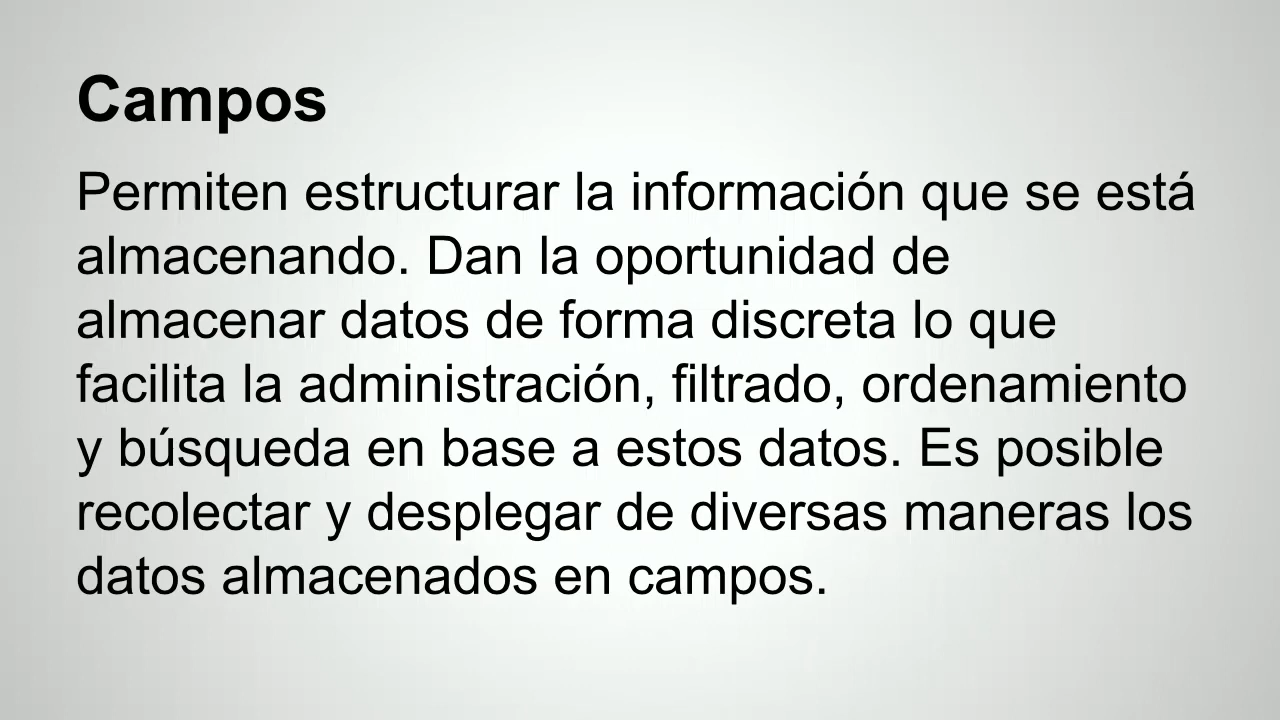 Campos
Permiten estructurar la información que se está
almacenando. Dan la oportunidad de
almacenar datos de forma discreta lo que
facilita la administración, filtrado, ordenamiento
y búsqueda en base a estos datos. Es posible
recolectar y desplegar de diversas maneras los
datos almacenados en campos.